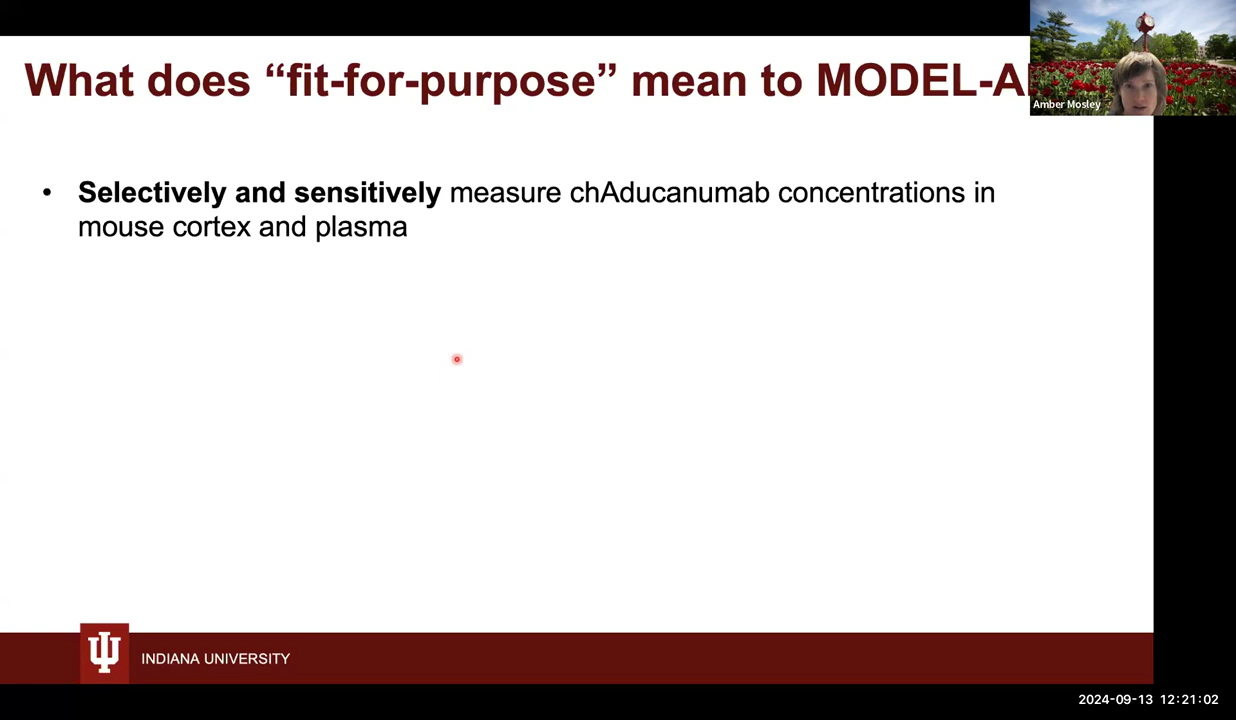 What does “fit-for-purpose” mean to MODEL-A
Amber Mosley
• Selectively and sensitively measure chAducanumab concentrations in
mouse cortex and plasma
INDIANA UNIVERSITY
2024-09-13 12:21:02